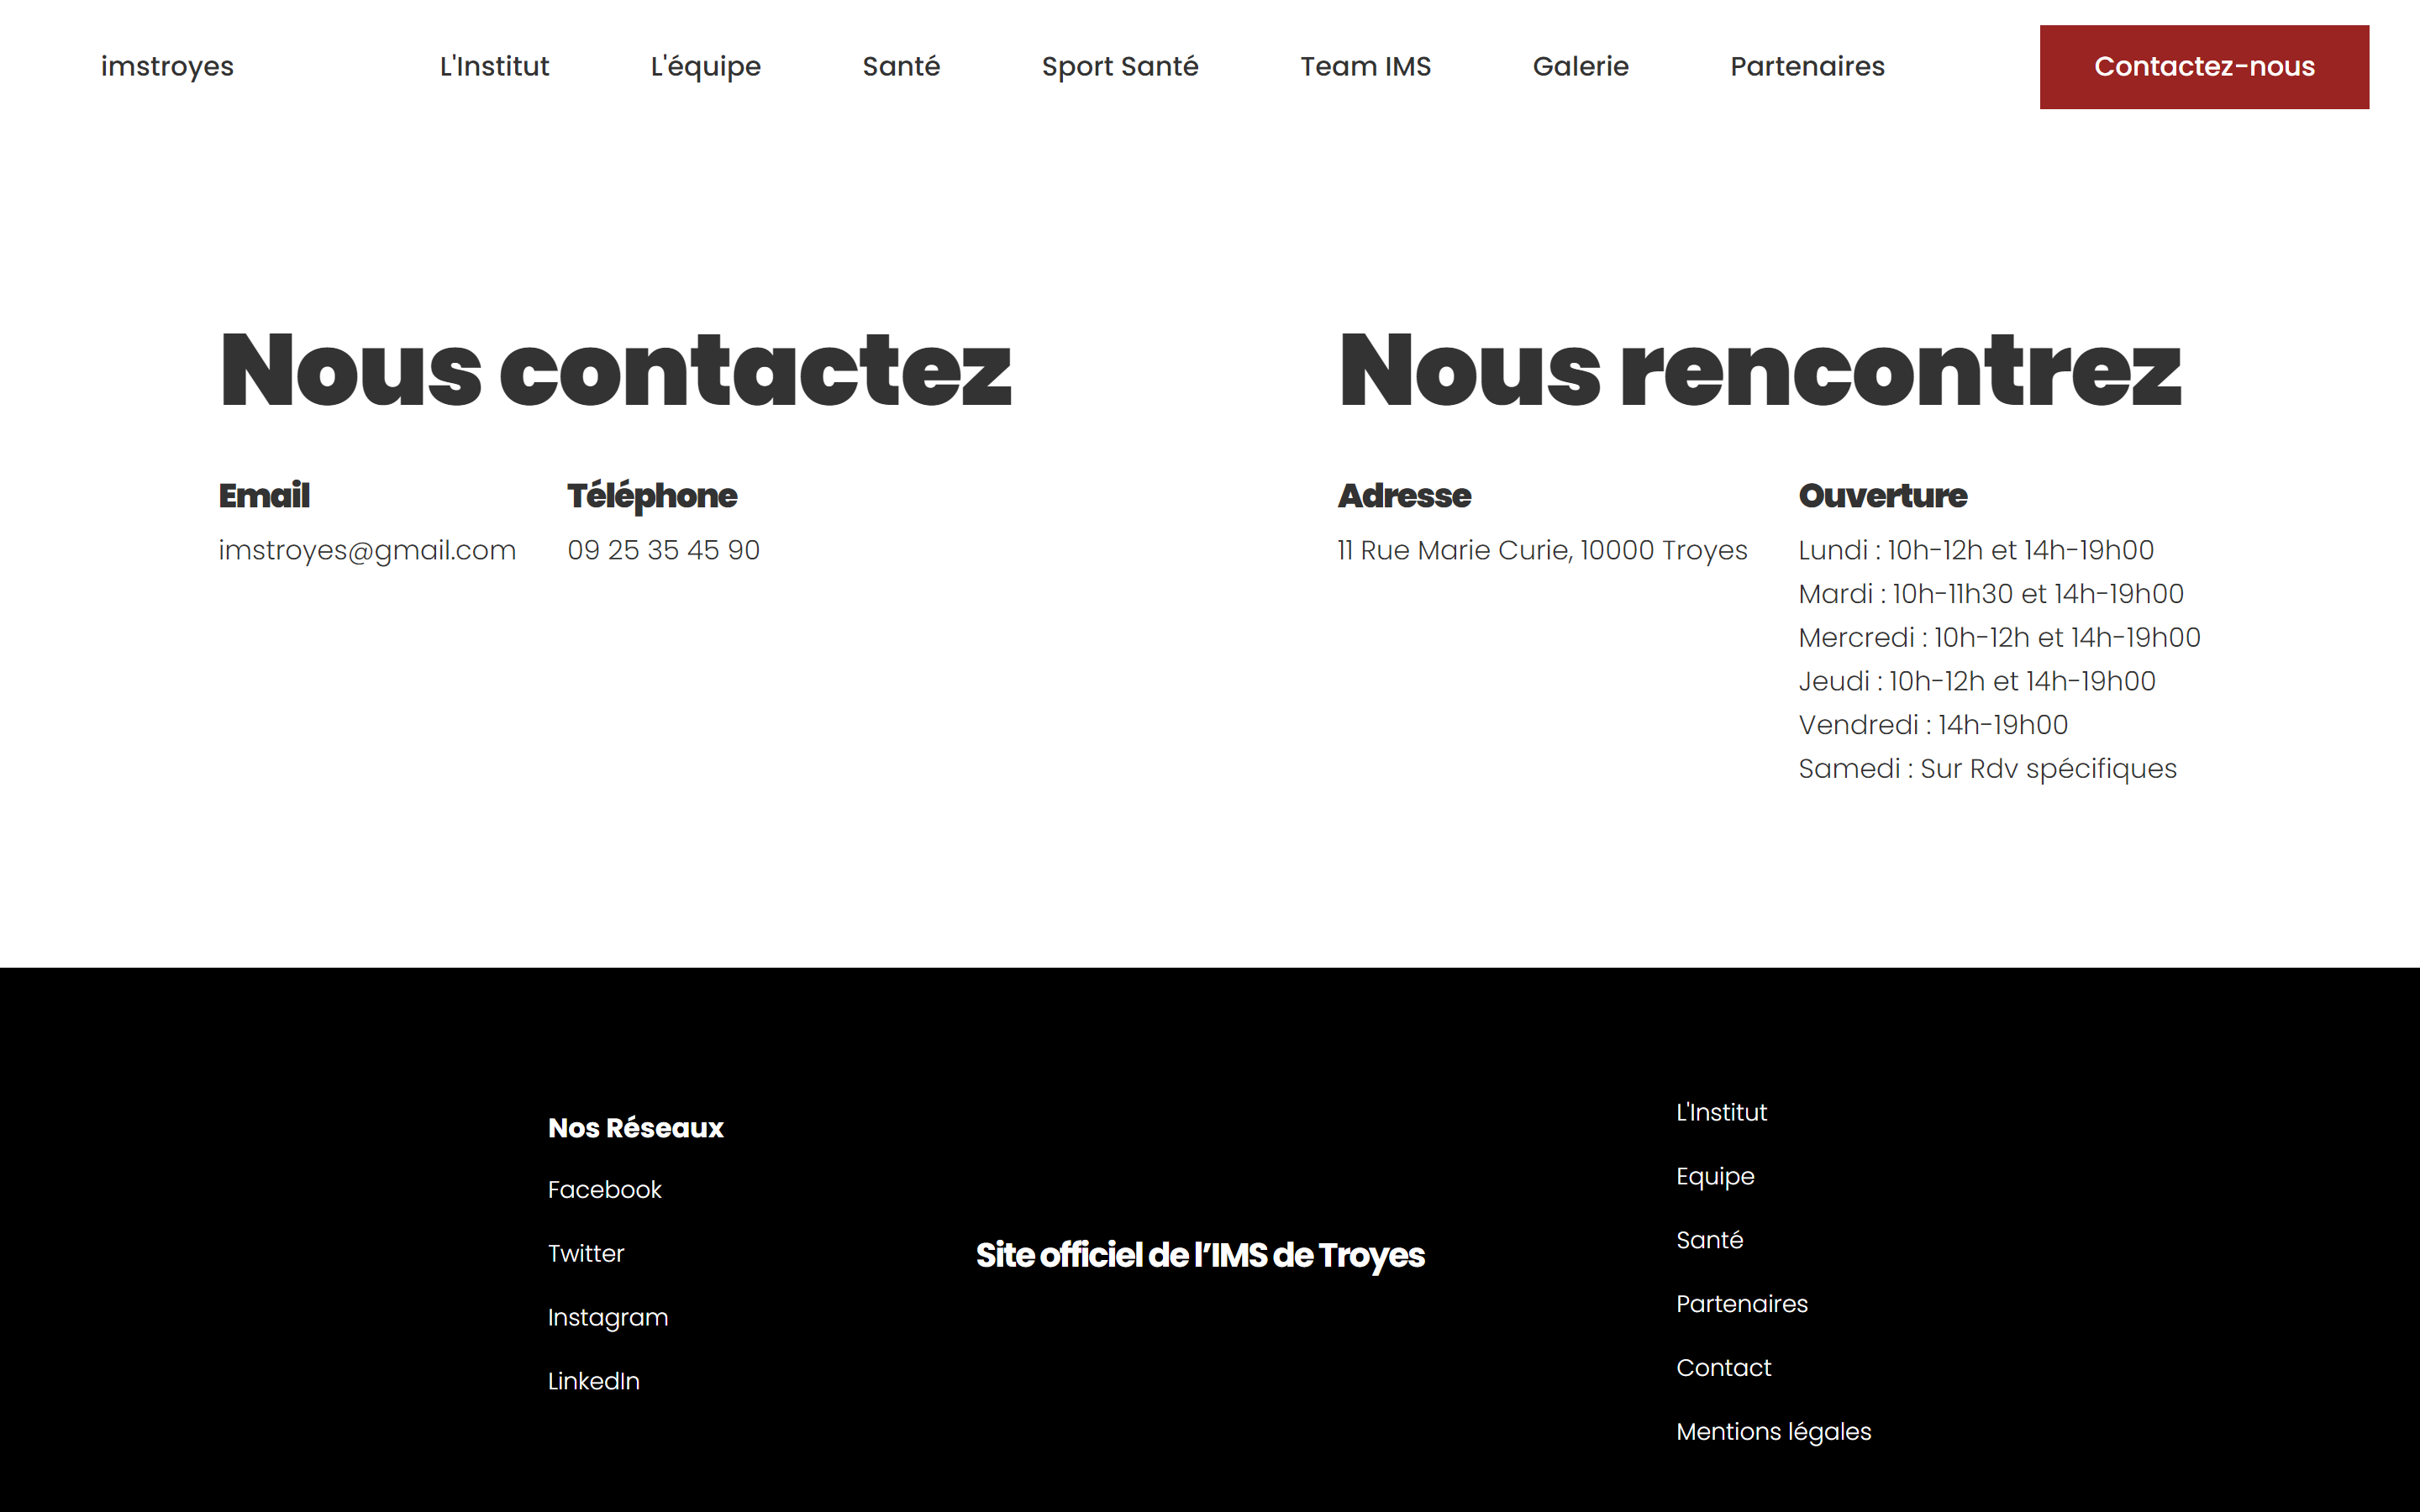 imstroyes
L'Institut
L'équipe
Santé
Sport Santé
Team IMS
Galerie
Partenaires
Contactez-nous
Nous contactez
Email
imstroyes@gmail.com
Téléphone
09 25 35 45 90
Nous rencontrez
Adresse
11 Rue Marie Curie, 10000 Troyes
Ouverture
Lundi : 10h-12h et 14h-19h00
Mardi : 10h-11h30 et 14h-19h00
Mercredi : 10h-12h et 14h-19h00
Jeudi : 10h-12h et 14h-19h00
Vendredi : 14h-19h00
Samedi : Sur Rdv spécifiques
Nos Réseaux
Facebook
Twitter
Instagram
LinkedIn
Site officiel de l’IMS de Troyes
L'Institut
Equipe
Santé
Partenaires
Contact
Mentions légales